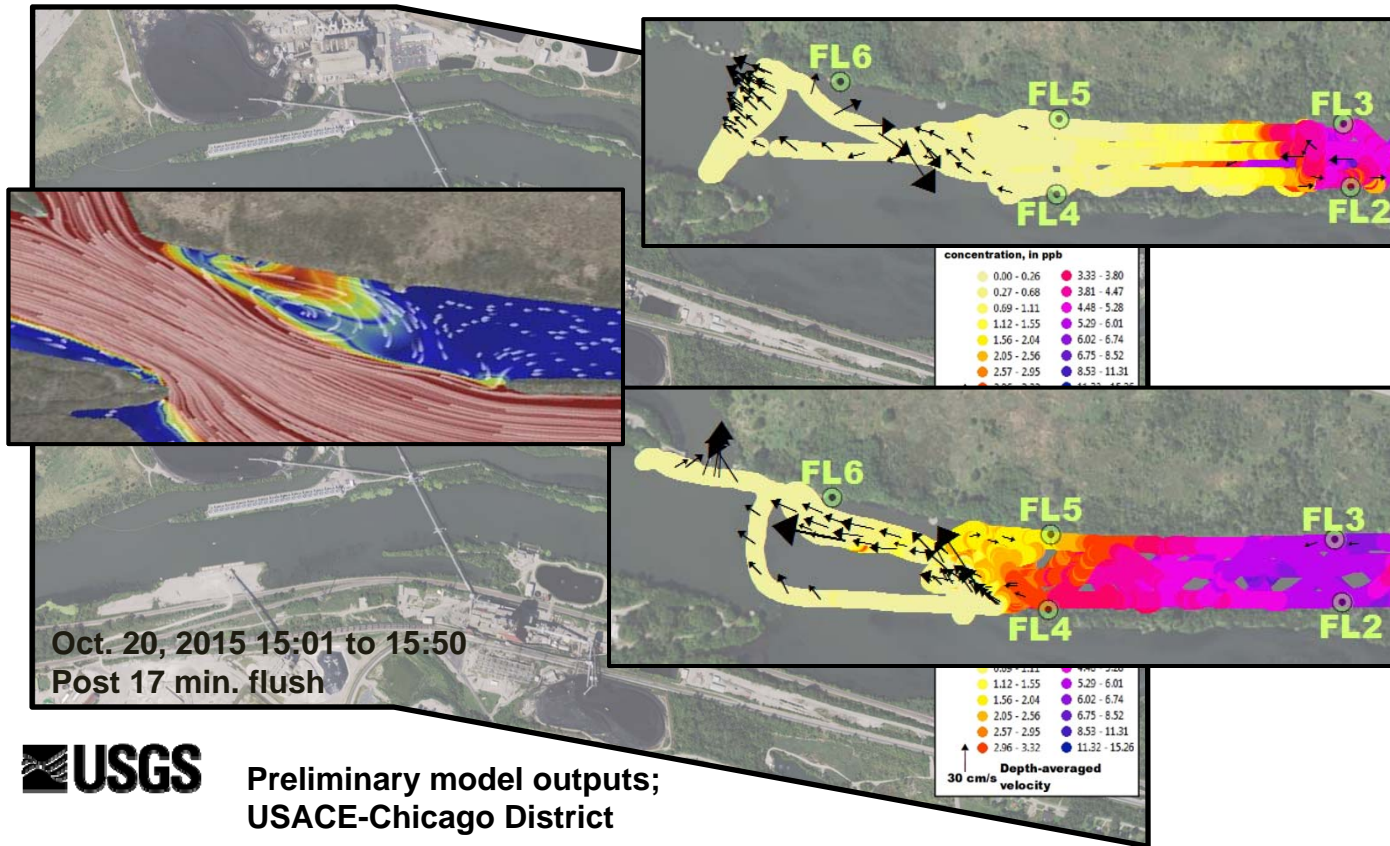 FL6
FL5
FL3
FL4
FL2
concentration, in ppb
0.00 - 0.26 3.33 - 3.80
0.27 - 0.68 3.81 - 4.47
0.69 - 1.11 4.48 - 5.28
1.12 - 1.55 5.29 - 6.01
1.56 - 2.04 6.02 - 6.74
2.05 - 2.56 6.75 - 8.52
2.57 - 2.95 8.53 - 11.31
FL6
FL5
FL3
FL4
FL2
Oct. 20, 2015 15:01 to 15:50
Post 17 min. flush
1.12 - 1.55 5.29 - 6.01
1.56 - 2.04 6.02 - 6.74
2.05 - 2.56 6.75 - 8.52
2.57 - 2.95 8.53 - 11.31
2.96 - 3.32 11.32 - 15.26
Depth-averaged
30 cm/s velocity
USGS
Preliminary model outputs;
USACE-Chicago District